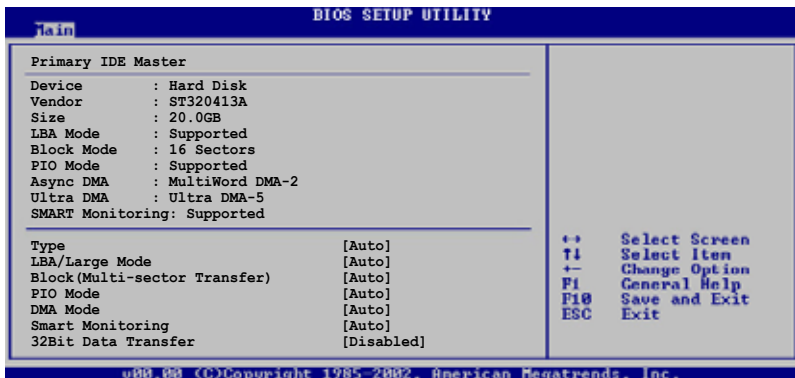 BIOS SETUP UTILITY
Main
Primary IDE Master
Device : Hard Disk
Vendor : ST320413A
Size : 20.0GB
LBA Mode : Supported
Block Mode : 16 Sectors
PIO Mode : Supported
Async DMA : MultiWord DMA-2
Ultra DMA : Ultra DMA-5
SMART Monitoring: Supported
Type [Auto]
LBA/Large Mode [Auto]
Block(Multi-sector Transfer) [Auto]
PIO Mode [Auto]
DMA Mode [Auto]
Smart Monitoring [Auto]
32Bit Data Transfer [Disabled]
↔ Select Screen
↑↓ Select Item
+- Change Option
F1 General Help
F10 Save and Exit
ESC Exit
v00.00 (C)Copyright 1985-2002, American Megatrends, Inc.